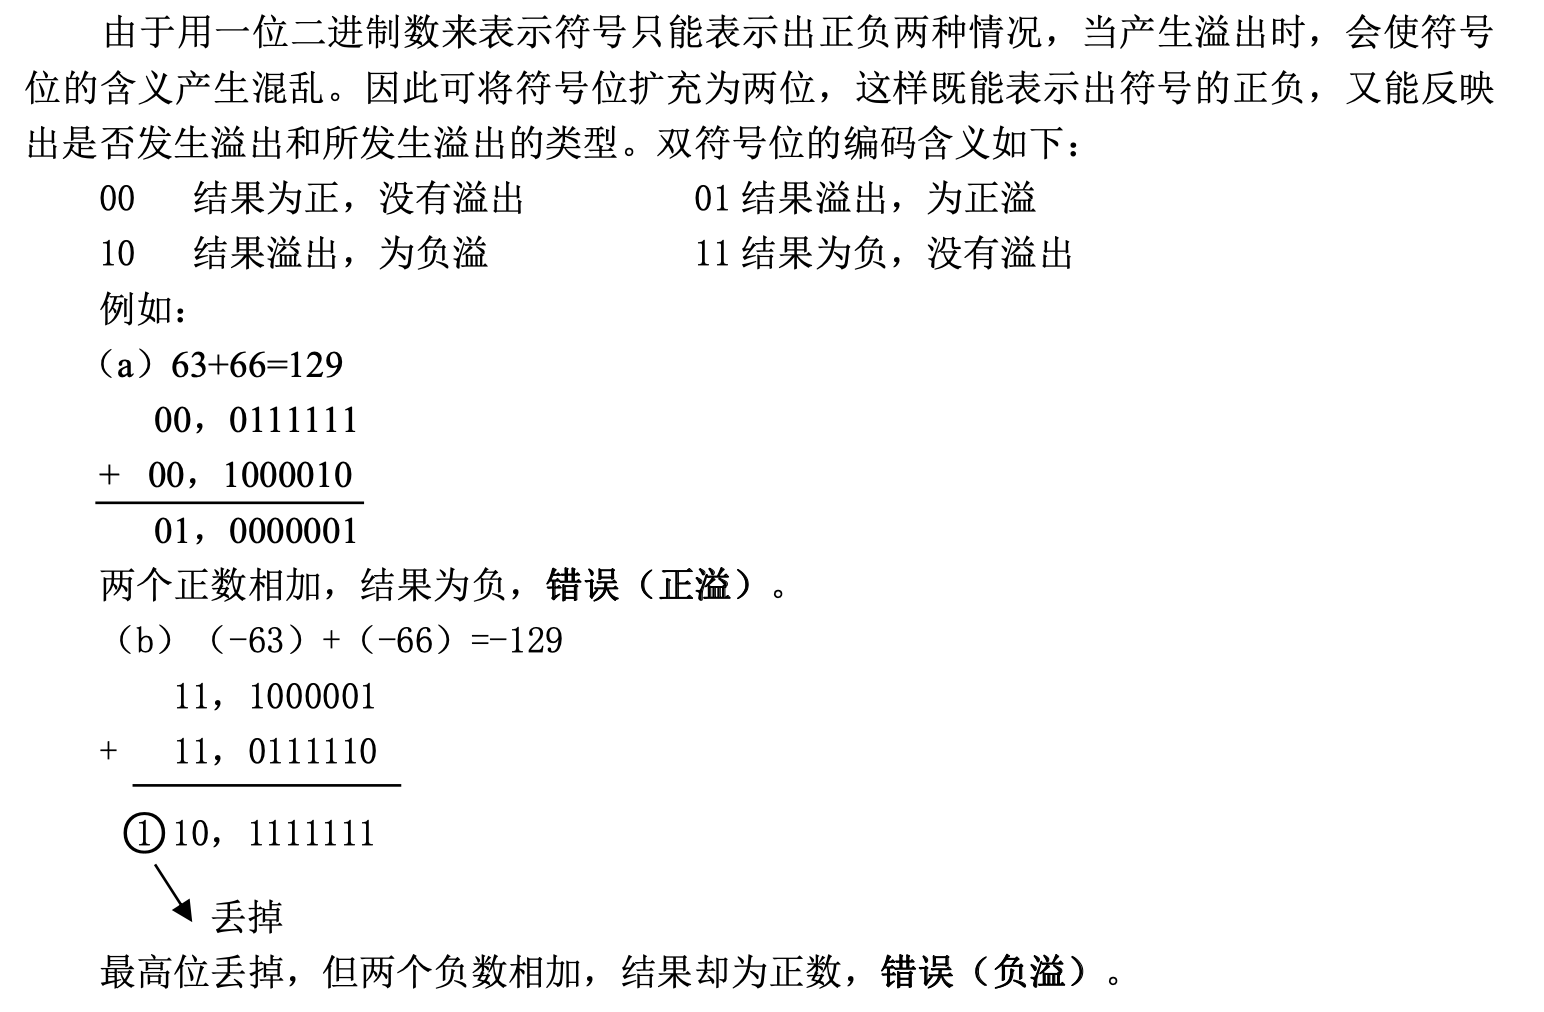 由于用一位二进制数来表示符号只能表示出正负两种情况，当产生溢出时，会使符号
位的含义产生混乱。因此可将符号位扩充为两位，这样既能表示出符号的正负，又能反映
出是否发生溢出和所发生溢出的类型。双符号位的编码含义如下：
00 结果为正，没有溢出 01 结果溢出，为正溢
10 结果溢出，为负溢 11 结果为负，没有溢出
例如：
（a）63+66=129
00，0111111
+ 00，1000010
01，0000001
两个正数相加，结果为负，错误（正溢）。
（b）（-63）+（-66）=-129
11，1000001
+ 11，0111110
①10，1111111
丢掉
最高位丢掉，但两个负数相加，结果却为正数，错误（负溢）。